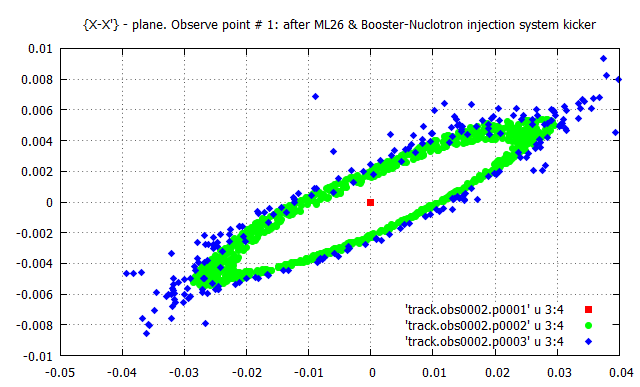 {X-X'} - plane. Observe point # 1: after ML26 & Booster-Nuclotron injection system kicker
0.01
0.008
0.006
0.004
0.002
0
-0.002
-0.004
-0.006
-0.008
-0.01
'track.obs0002.p0001' u 3:4
'track.obs0002.p0002' u 3:4
'track.obs0002.p0003' u 3:4
-0.05 -0.04 -0.03 -0.02 -0.01 0 0.01 0.02 0.03 0.04